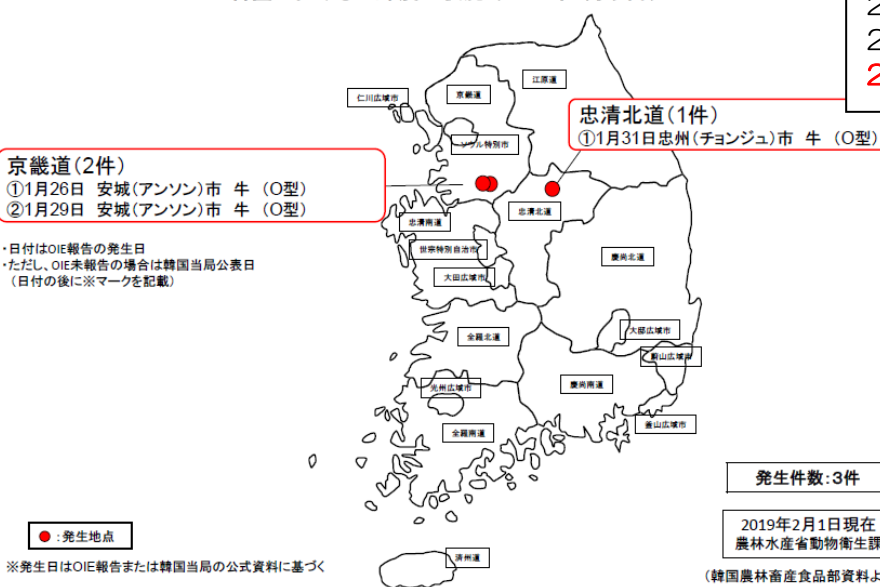 仁川広域市
京畿道
江原道
ソウル特別市
忠清北道(1件)
①1月31日忠州(チョンジュ)市 牛 (O型)
京畿道(2件)
①1月26日 安城(アンソン)市 牛 (O型)
②1月29日 安城(アンソン)市 牛 (O型)
・日付はOIE報告の発生日
・ただし、OIE未報告の場合は韓国当局公表日
(日付の後に※マークを記載)
忠清南道
忠清北道
世宗特別自治市
大田広域市
慶尚北道
全羅北道
大邸広域市
蔚山広域市
光州広域市
慶尚南道
全羅南道
釜山広域市
済州道
発生件数:3件
2019年2月1日現在
農林水産省動物衛生課
(韓国農林畜産食品部資料よ
●:発生地点
※発生日はOIE報告または韓国当局の公式資料に基づく